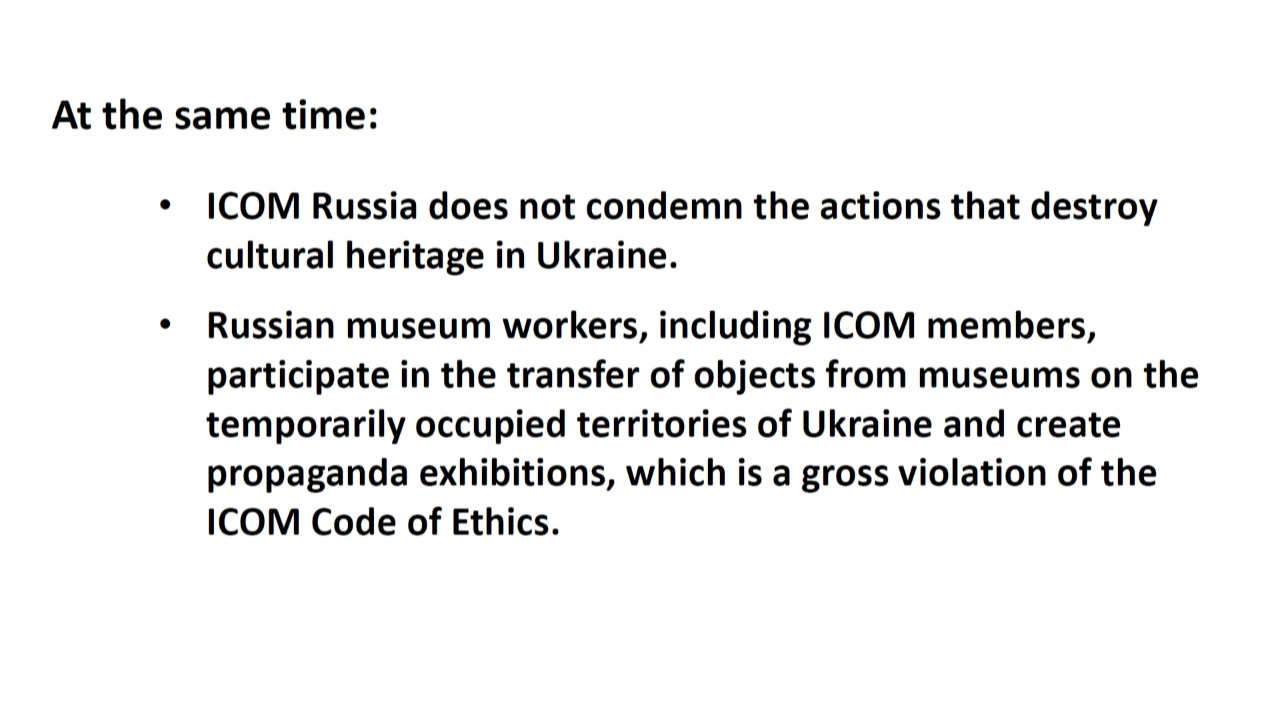 At the same time:
• ICOM Russia does not condemn the actions that destroy
cultural heritage in Ukraine.
• Russian museum workers, including ICOM members,
participate in the transfer of objects from museums on the
temporarily occupied territories of Ukraine and create
propaganda exhibitions, which is a gross violation of the
ICOM Code of Ethics.